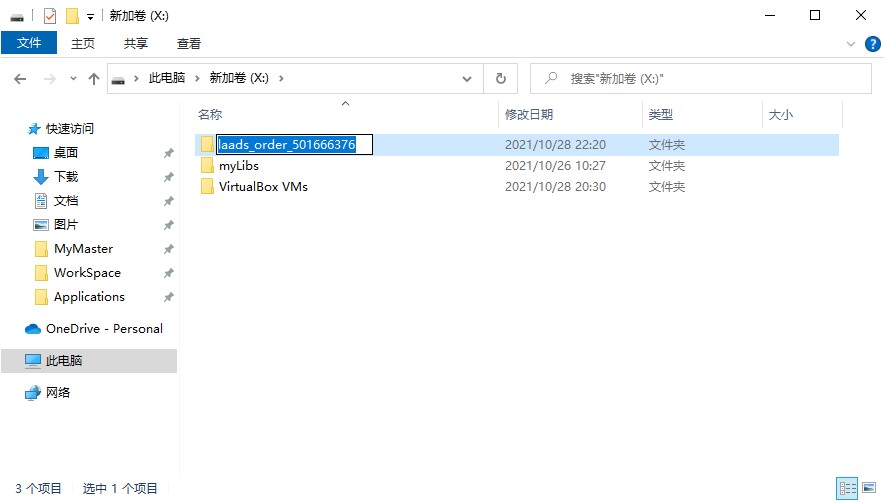 新加卷 (X:)
文件 主页 共享 查看
此电脑 新加卷 (X:) 搜索"新加卷 (X:)"
名称 修改日期 类型 大小
快速访问
桌面
下载
文档
图片
MyMaster
WorkSpace
Applications
OneDrive - Personal
此电脑
网络
laads_order_501666376 2021/10/28 22:20 文件夹
myLibs 2021/10/26 10:27 文件夹
VirtualBox VMs 2021/10/28 20:30 文件夹
3 个项目 选中 1 个项目